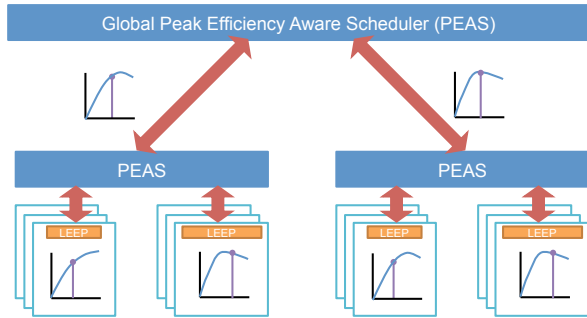 Global Peak Efficiency Aware Scheduler (PEAS)
PEAS
PEAS
LEEP
LEEP
LEEP
LEEP